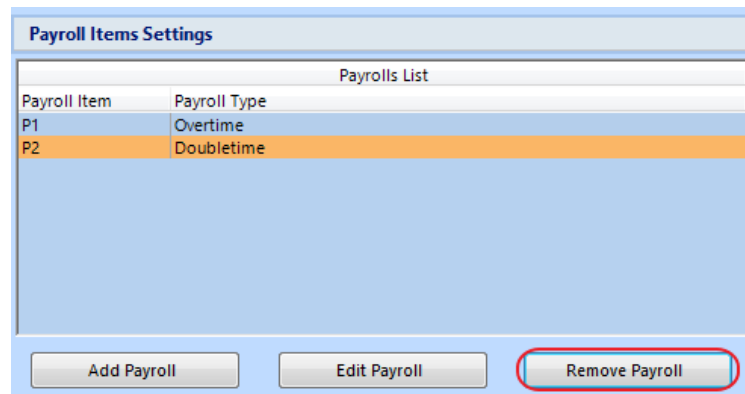 Payroll Items Settings
Payrolls List
Payroll Item Payroll Type
P1 Overtime
P2 Doubletime
Add Payroll Edit Payroll Remove Payroll